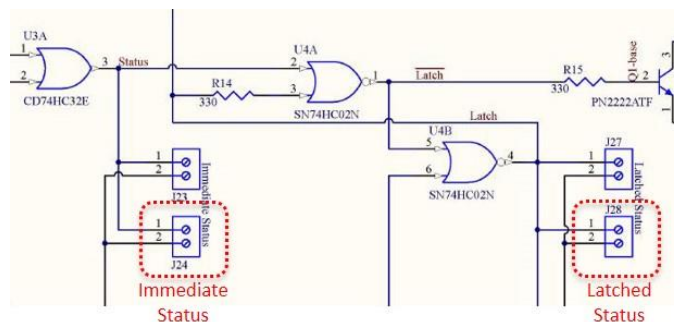 U3A
1
2
3
CD74HC32E
Status
R14
330
U4A
2
3
1
SN74HC02N
Latch
R15
330
Q1-base
2
3
1
PN2222ATF
Latch
U4B
5
6
4
SN74HC02N
1
2
J23
Immediate Status
1
2
J24
J27
1
2
Latched Status
J28
1
2
Immediate
Status
Latched
Status